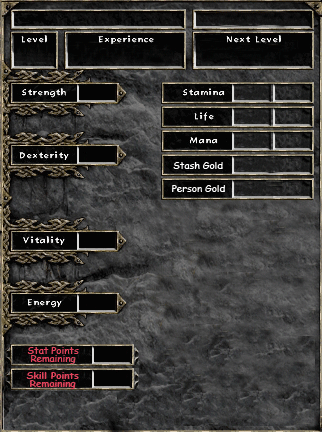 Level Experience Next Level
Strength Stamina
Life
Mana
Dexterity Stash Gold
Person Gold
Vitality
Energy
Stat Points
Remaining
Skill Points
Remaining